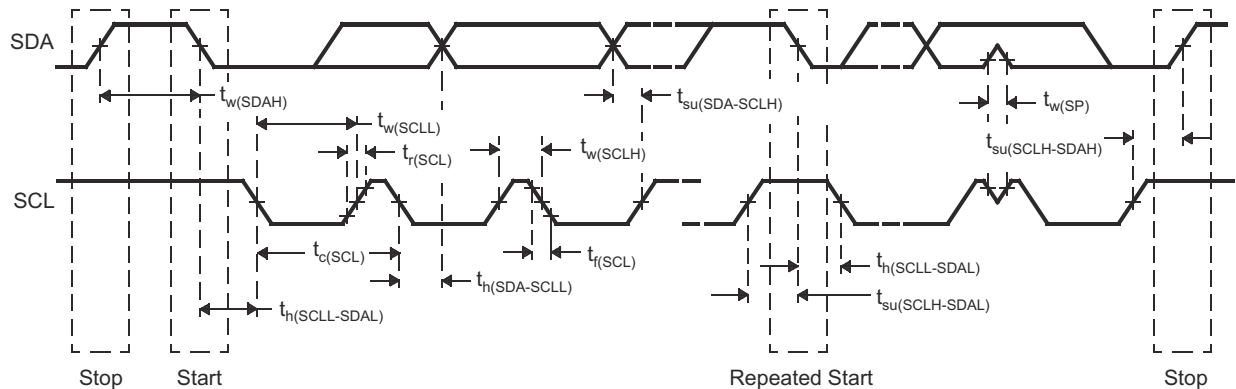 SDA
t_w(SDAH)
t_su(SDA-SCLH)
t_w(SP)
t_w(SCLL)
t_r(SCL)
t_w(SCLH)
t_su(SCLH-SDAH)
SCL
t_c(SCL)
t_f(SCL)
t_h(SDA-SCLL)
t_h(SCLL-SDAL)
t_h(SCLL-SDAL)
t_su(SCLH-SDAL)
Stop
Start
Repeated Start
Stop